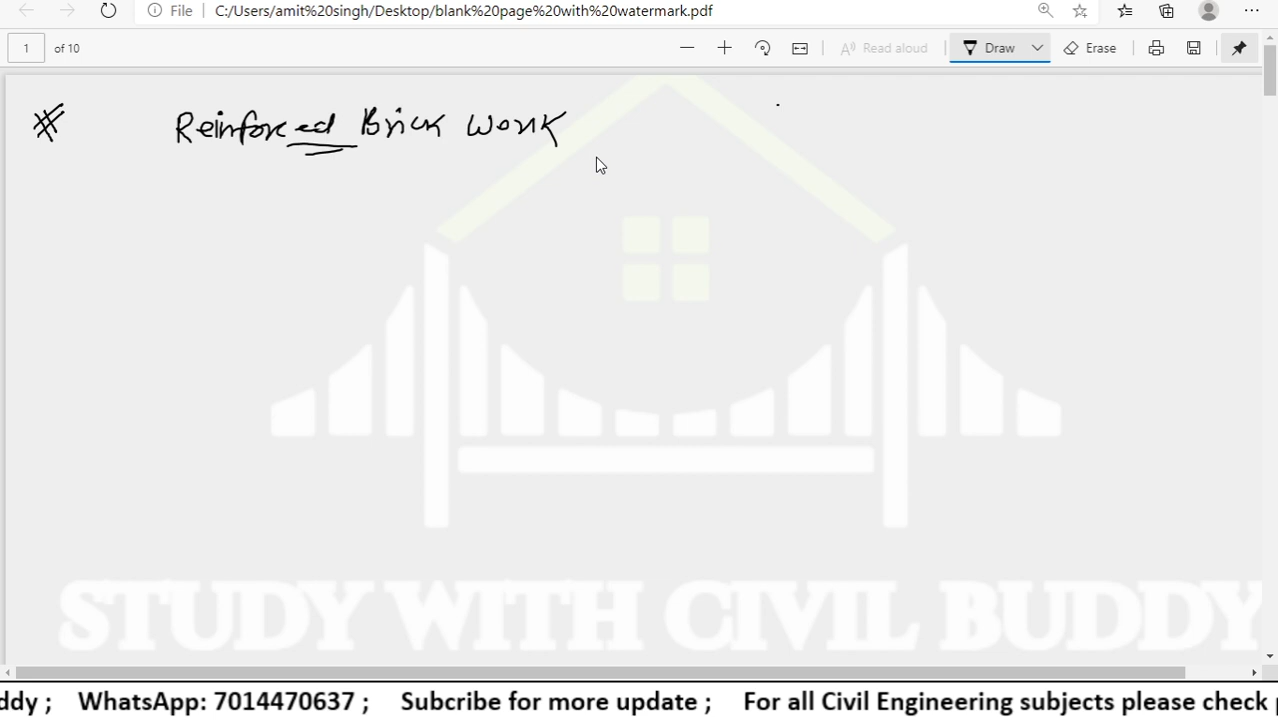 File C:/Users/amit%20singh/Desktop/blank%20page%20with%20watermark.pdf
1 of 10 Read aloud Draw Erase
Reinforced Brick Work
STUDY WITH CIVIL BUDDY
ddy ; WhatsApp: 7014470637 ; Subcribe for more update ; For all Civil Engineering subjects please check p